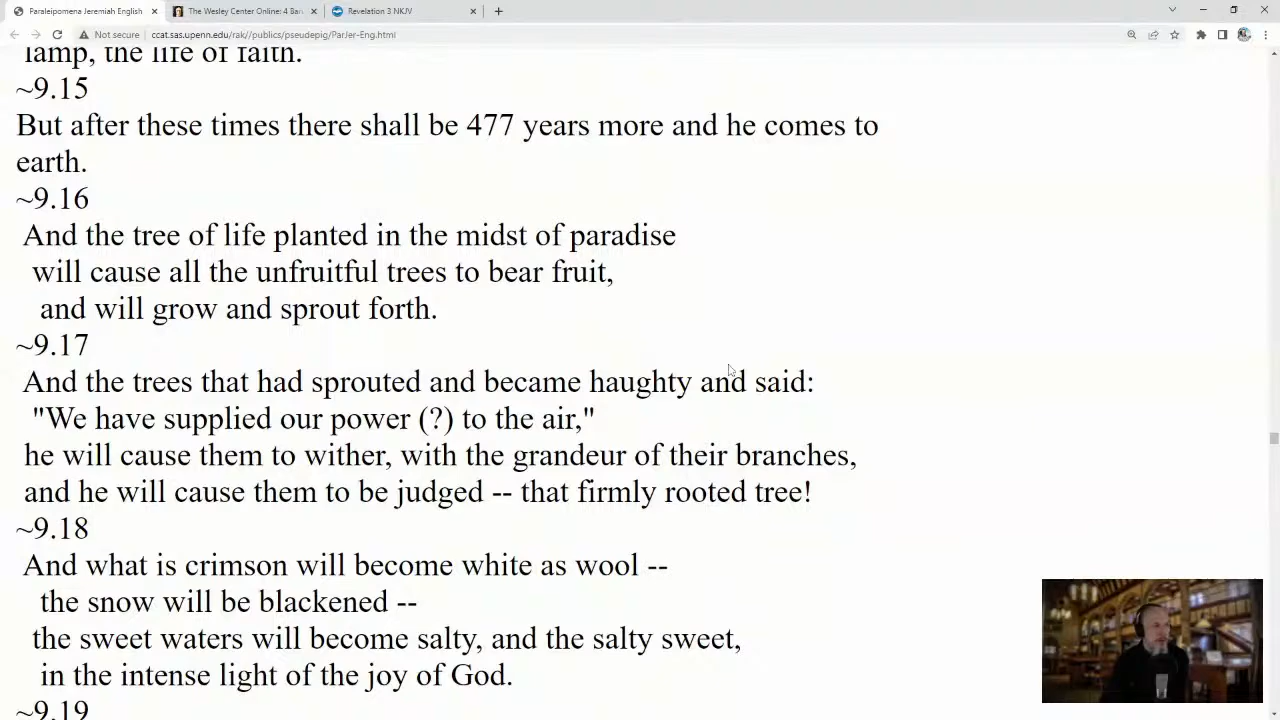 Paraleipomena Jeremiah English
The Wesley Center Online: 4 Bar
Revelation 3 NKJV
Not secure
ccat.sas.upenn.edu/rak//publics/pseudepig/ParJer-Eng.html
lamp, the life of faith.
~9.15
But after these times there shall be 477 years more and he comes to
earth.
~9.16
And the tree of life planted in the midst of paradise
will cause all the unfruitful trees to bear fruit,
and will grow and sprout forth.
~9.17
And the trees that had sprouted and became haughty and said:
"We have supplied our power (?) to the air,"
he will cause them to wither, with the grandeur of their branches,
and he will cause them to be judged -- that firmly rooted tree!
~9.18
And what is crimson will become white as wool --
the snow will be blackened --
the sweet waters will become salty, and the salty sweet,
in the intense light of the joy of God.
~9.19